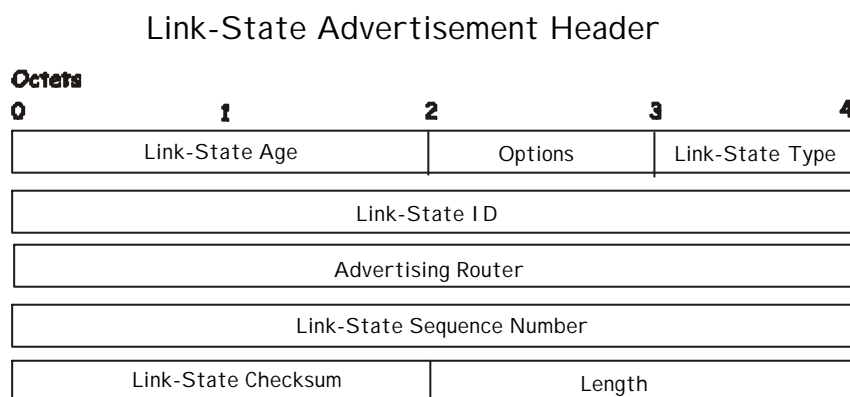 Link-State Advertisement Header
Octets
0 1 2 3 4
Link-State Age Options Link-State Type
Link-State ID
Advertising Router
Link-State Sequence Number
Link-State Checksum Length